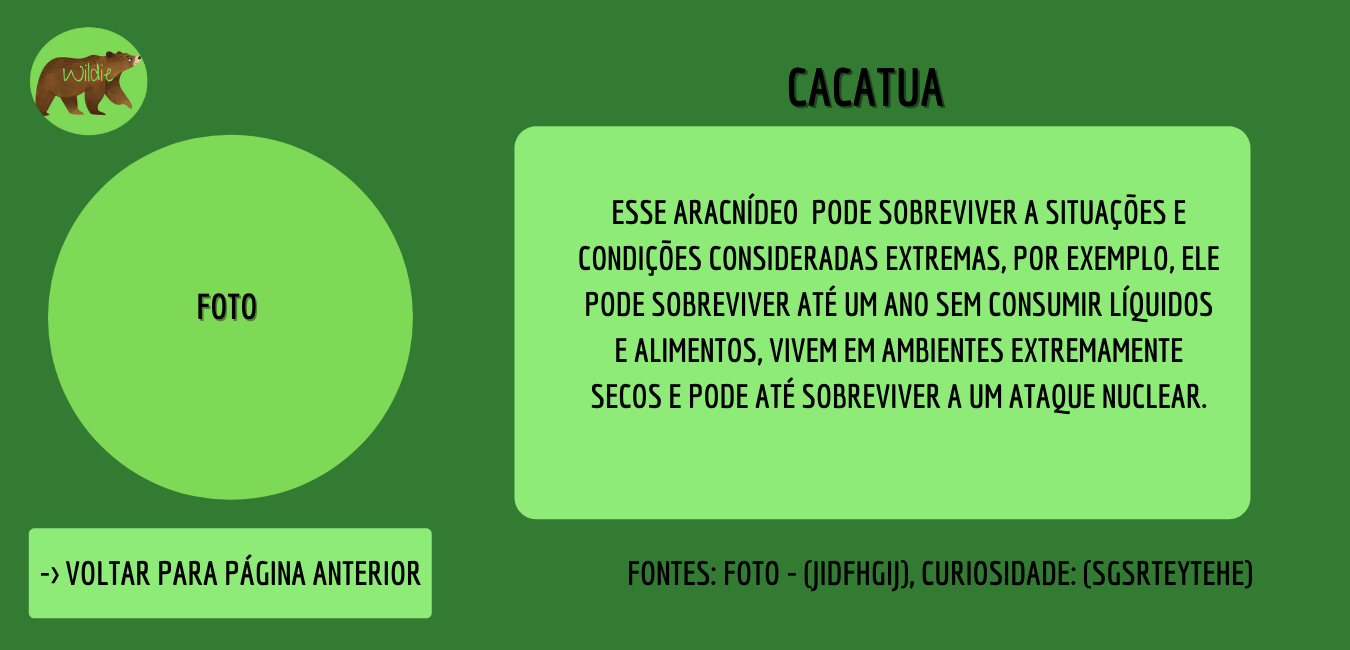 Wildie
CACATUA
ESSE ARACNÍDEO PODE SOBREVIVER A SITUAÇÕES E
CONDIÇÕES CONSIDERADAS EXTREMAS, POR EXEMPLO, ELE
PODE SOBREVIVER ATÉ UM ANO SEM CONSUMIR LÍQUIDOS
E ALIMENTOS, VIVEM EM AMBIENTES EXTREMAMENTE
SECOS E PODE ATÉ SOBREVIVER A UM ATAQUE NUCLEAR.
FOTO
-> VOLTAR PARA PÁGINA ANTERIOR
FONTES: FOTO - (JIDFHGIJ), CURIOSIDADE: (SGSRTEYTEHE)